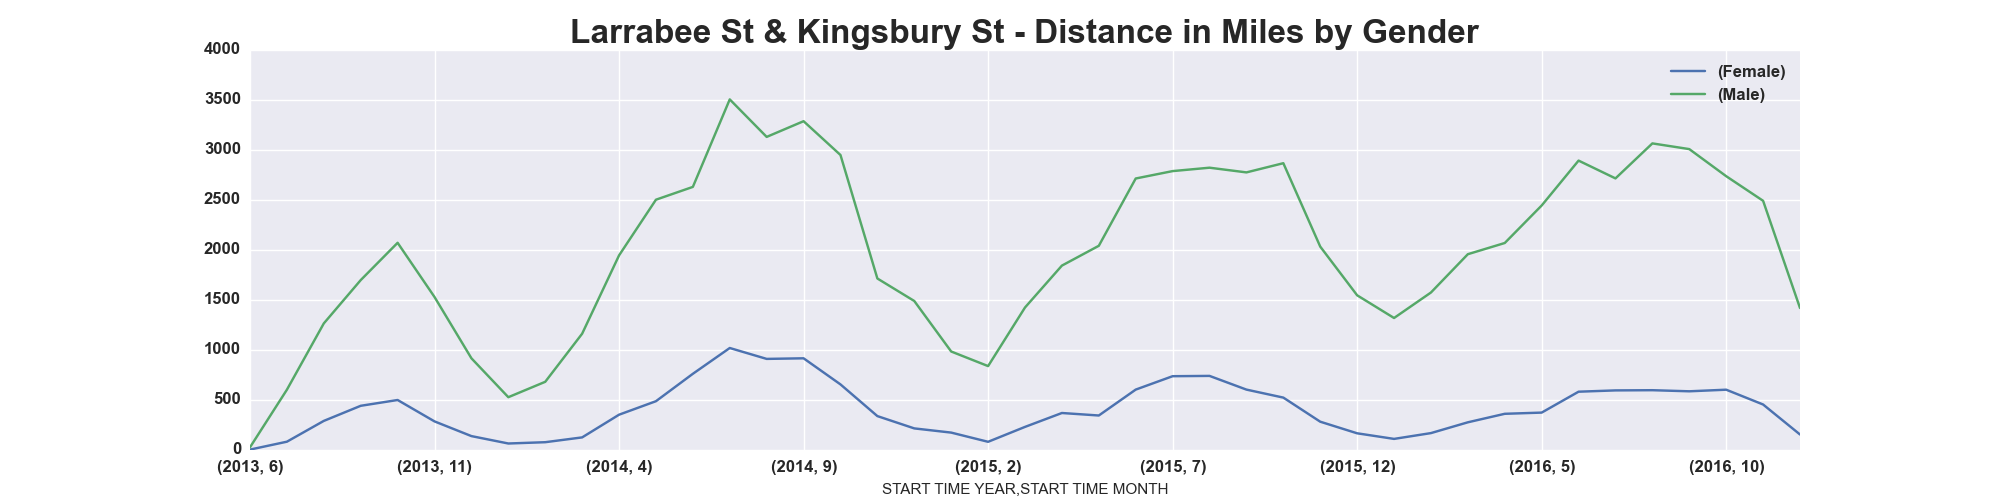 Larrabee St & Kingsbury St - Distance in Miles by Gender
4000
3500
3000
2500
2000
1500
1000
500
0
(Female)
(Male)
(2013, 6) (2013, 11) (2014, 4) (2014, 9) (2015, 2) (2015, 7) (2015, 12) (2016, 5) (2016, 10)
START TIME YEAR,START TIME MONTH